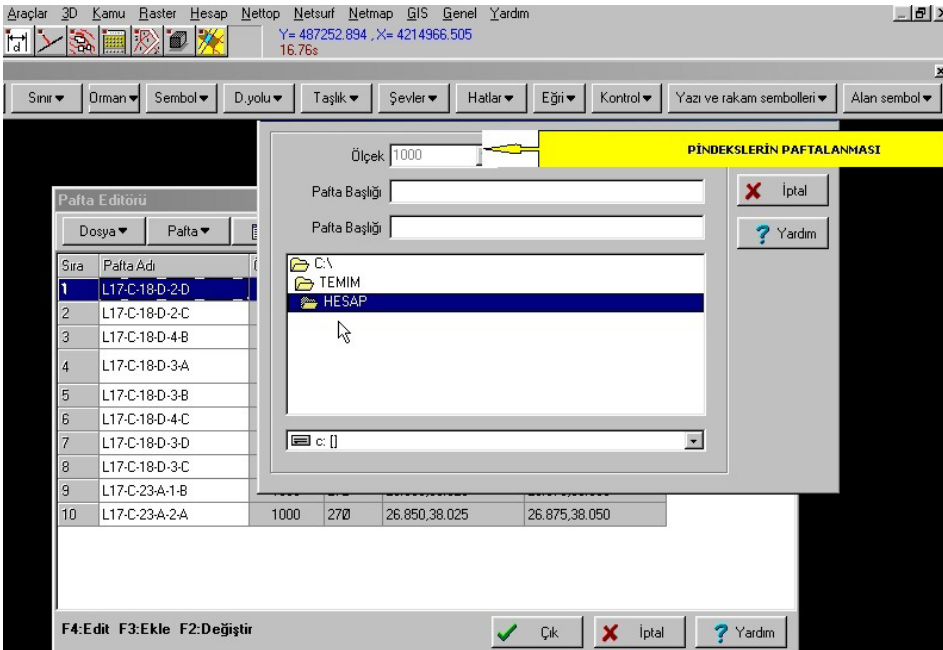 Araçlar 3D Kamu Raster Hesap Nettop Netsurf Netmap GIS Genel Yardım
Y= 487252.894 , X= 4214966.505
16.76s
Sınır Orman Sembol D.yolu Taşlık Şevler Hatlar Eğri Kontrol Yazı ve rakam sembolleri Alan sembol
Ölçek 1000
PİNDEKSLERİN PAFTALANMASI
Pafta Başlığı
İptal
Pafta Başlığı
Yardım
C:\
TEMIM
HESAP
c: []
Pafta Editörü
Dosya Pafta
Sıra Pafta Adı
1 L17-C-18-D-2-D
2 L17-C-18-D-2-C
3 L17-C-18-D-4-B
4 L17-C-18-D-3-A
5 L17-C-18-D-3-B
6 L17-C-18-D-4-C
7 L17-C-18-D-3-D
8 L17-C-18-D-3-C
9 L17-C-23-A-1-B
10 L17-C-23-A-2-A 1000 270 26.850,38.025 26.875,38.050
F4:Edit F3:Ekle F2:Değiştir
Çık İptal Yardım